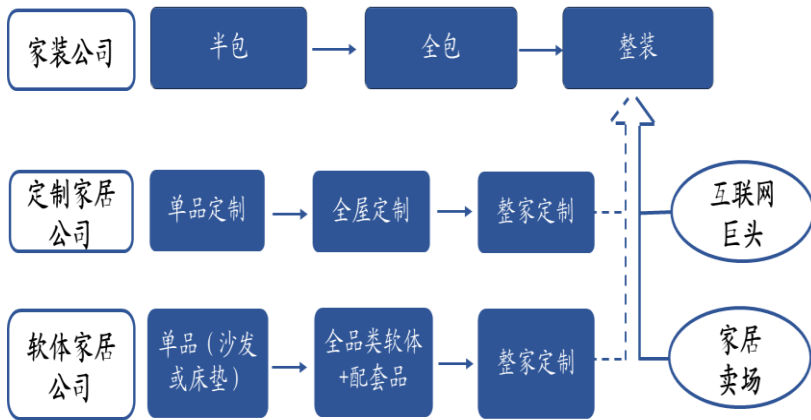 家装公司
半包
全包
整装
定制家居
公司
单品定制
全屋定制
整家定制
互联网
巨头
软体家居
公司
单品（沙发
或床垫）
全品类软体
+配套品
整家定制
家居
卖场